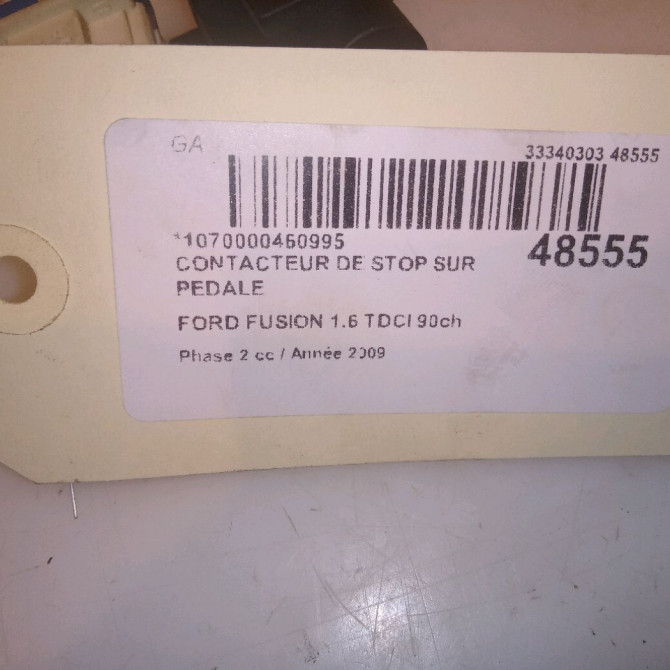 GA
33340303 48555
*1070000460995
48555
CONTACTEUR DE STOP SUR
PEDALE
FORD FUSION 1.6 TDCI 90ch
Phase 2 cc / Année 2009